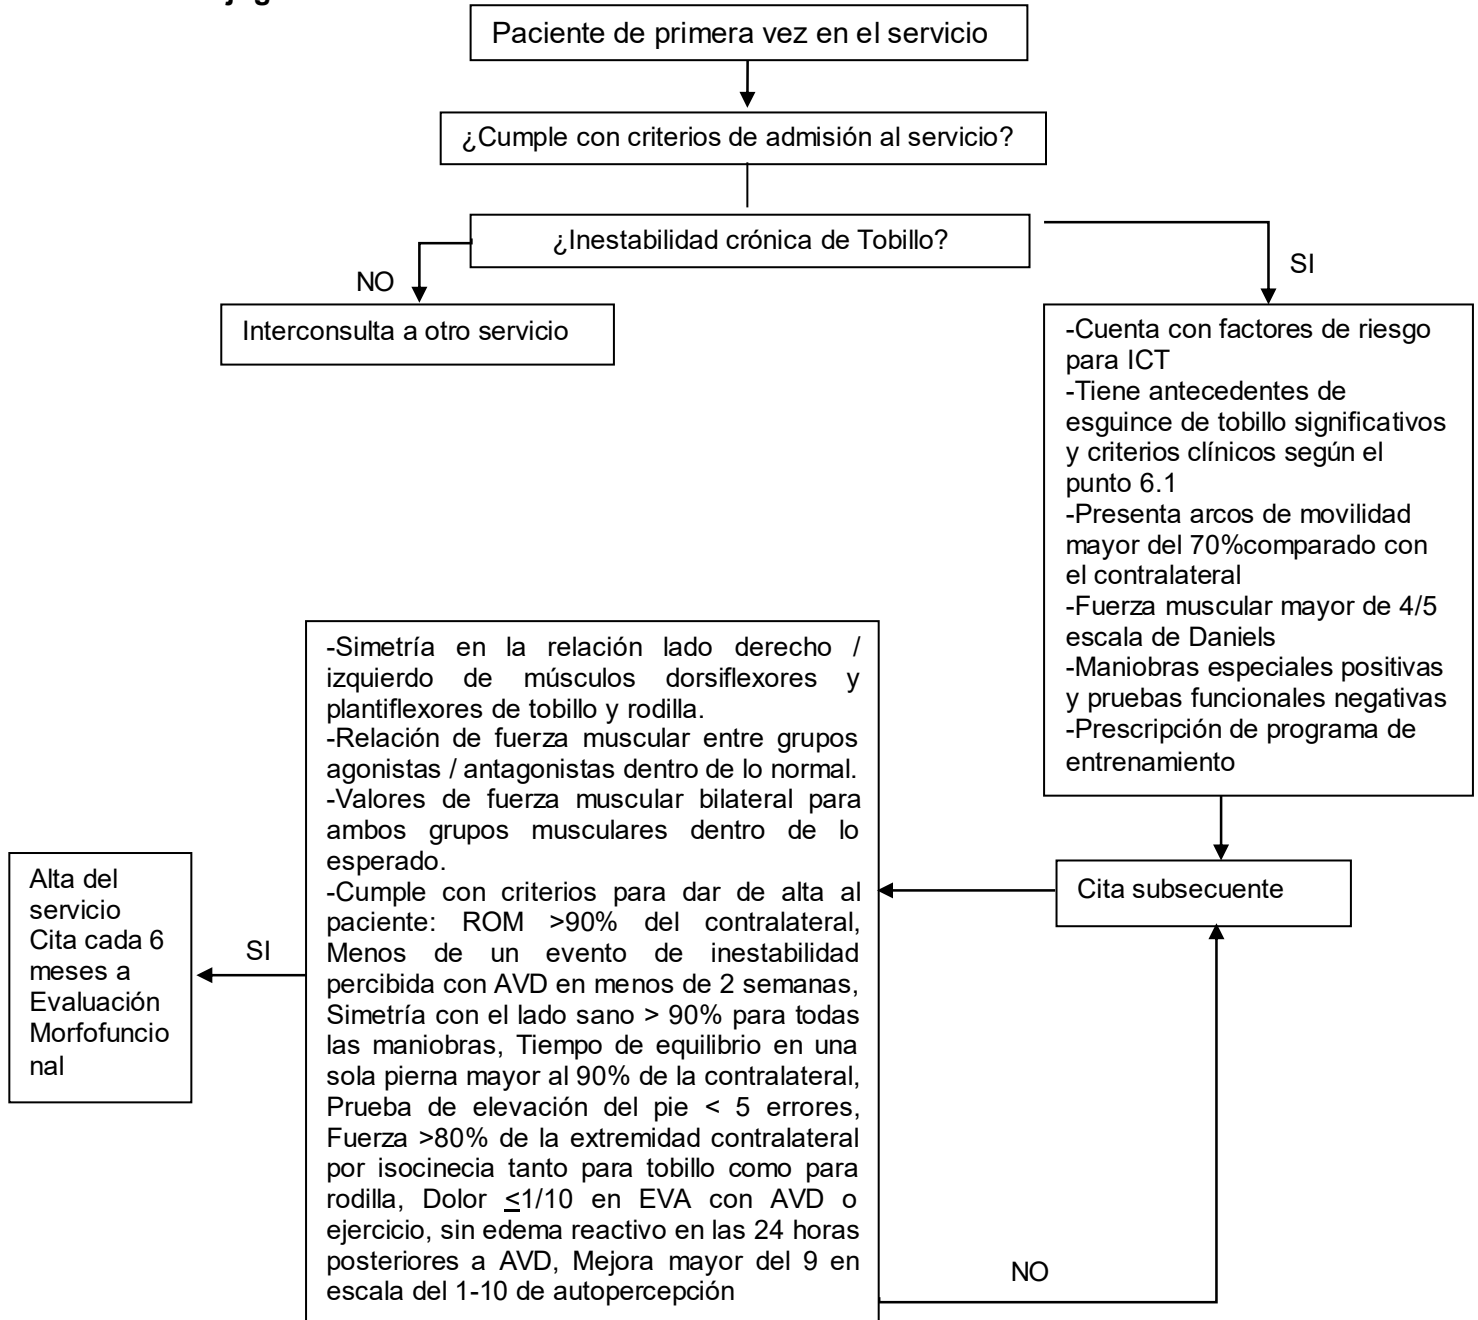 Paciente de primera vez en el servicio
¿Cumple con criterios de admisión al servicio?
¿Inestabilidad crónica de Tobillo?
NO
SI
Interconsulta a otro servicio
-Cuenta con factores de riesgo
para ICT
-Tiene antecedentes de
esguince de tobillo significativos
y criterios clínicos según el
punto 6.1
-Presenta arcos de movilidad
mayor del 70%comparado con
el contralateral
-Fuerza muscular mayor de 4/5
escala de Daniels
-Maniobras especiales positivas
y pruebas funcionales negativas
-Prescripción de programa de
entrenamiento
Cita subsecuente
-Simetría en la relación lado derecho /
izquierdo de músculos dorsiflexores y
plantiflexores de tobillo y rodilla.
-Relación de fuerza muscular entre grupos
agonistas / antagonistas dentro de lo normal.
-Valores de fuerza muscular bilateral para
ambos grupos musculares dentro de lo
esperado.
-Cumple con criterios para dar de alta al
paciente: ROM >90% del contralateral,
Menos de un evento de inestabilidad
percibida con AVD en menos de 2 semanas,
Simetría con el lado sano > 90% para todas
las maniobras, Tiempo de equilibrio en una
sola pierna mayor al 90% de la contralateral,
Prueba de elevación del pie < 5 errores,
Fuerza >80% de la extremidad contralateral
por isocinecia tanto para tobillo como para
rodilla, Dolor ≤1/10 en EVA con AVD o
ejercicio, sin edema reactivo en las 24 horas
posteriores a AVD, Mejora mayor del 9 en
escala del 1-10 de autopercepción
SI
NO
Alta del
servicio
Cita cada 6
meses a
Evaluación
Morfofuncio
nal